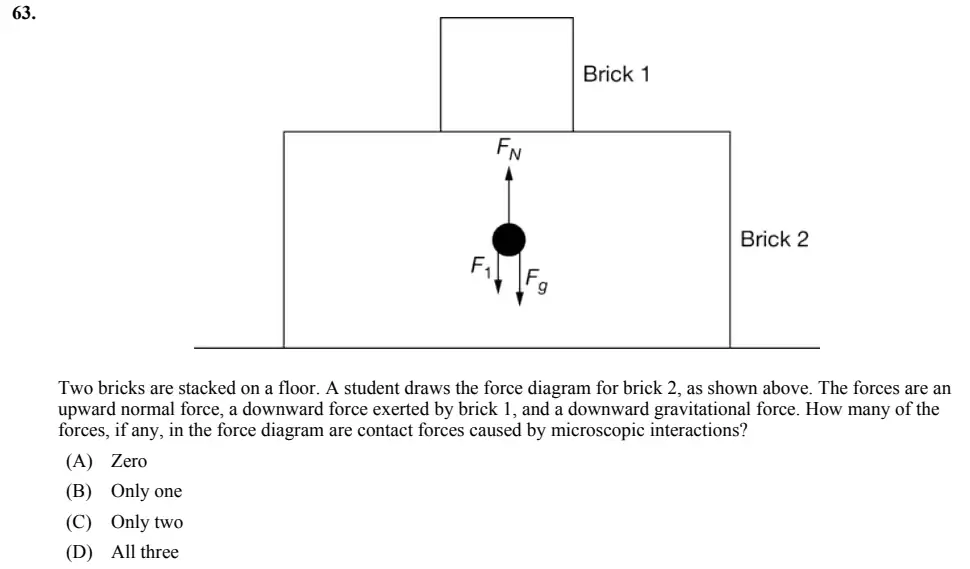 63.
Brick 1
F_N
Brick 2
F_1
F_g
Two bricks are stacked on a floor. A student draws the force diagram for brick 2, as shown above. The forces are an
upward normal force, a downward force exerted by brick 1, and a downward gravitational force. How many of the
forces, if any, in the force diagram are contact forces caused by microscopic interactions?
(A) Zero
(B) Only one
(C) Only two
(D) All three